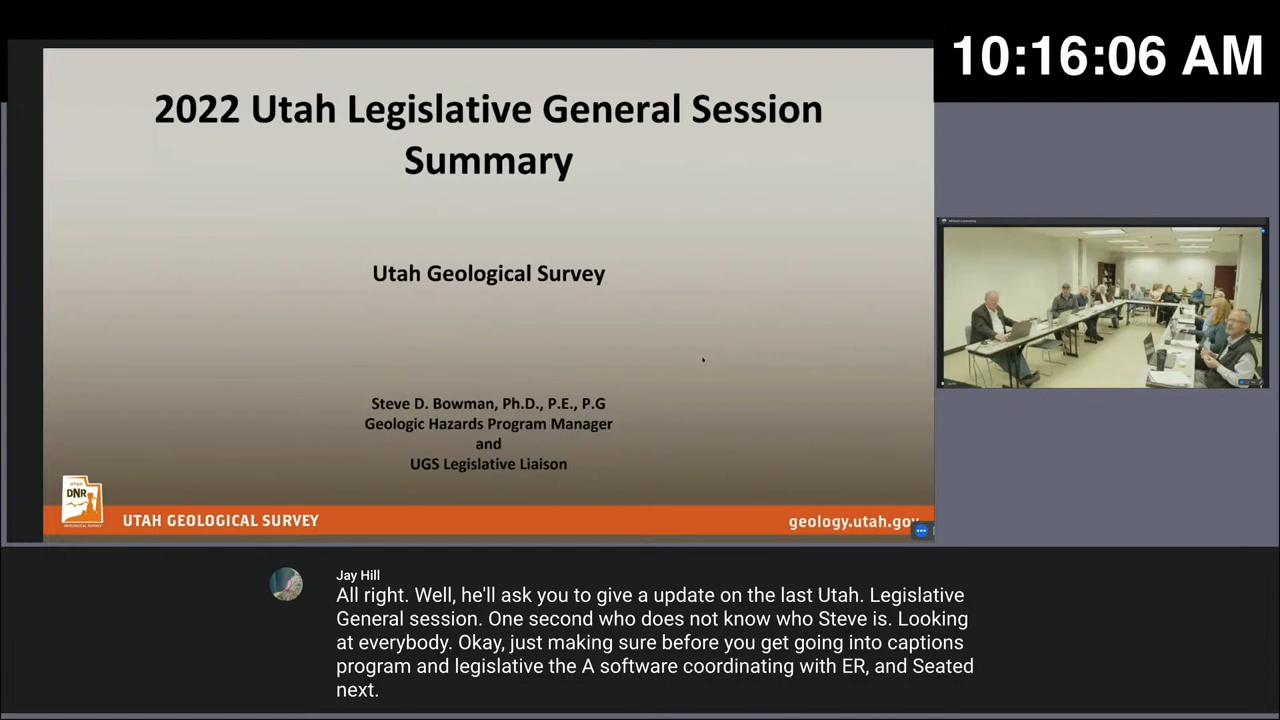 10:16:06 AM
2022 Utah Legislative General Session
Summary
Utah Geological Survey
Steve D. Bowman, Ph.D., P.E., P.G
Geologic Hazards Program Manager
and
UGS Legislative Liaison
UTAH
DNR
UTAH GEOLOGICAL SURVEY
geology.utah.gov
Jay Hill
All right. Well, he'll ask you to give a update on the last Utah. Legislative
General session. One second who does not know who Steve is. Looking
at everybody. Okay, just making sure before you get going into captions
program and legislative the A software coordinating with ER, and Seated
next.